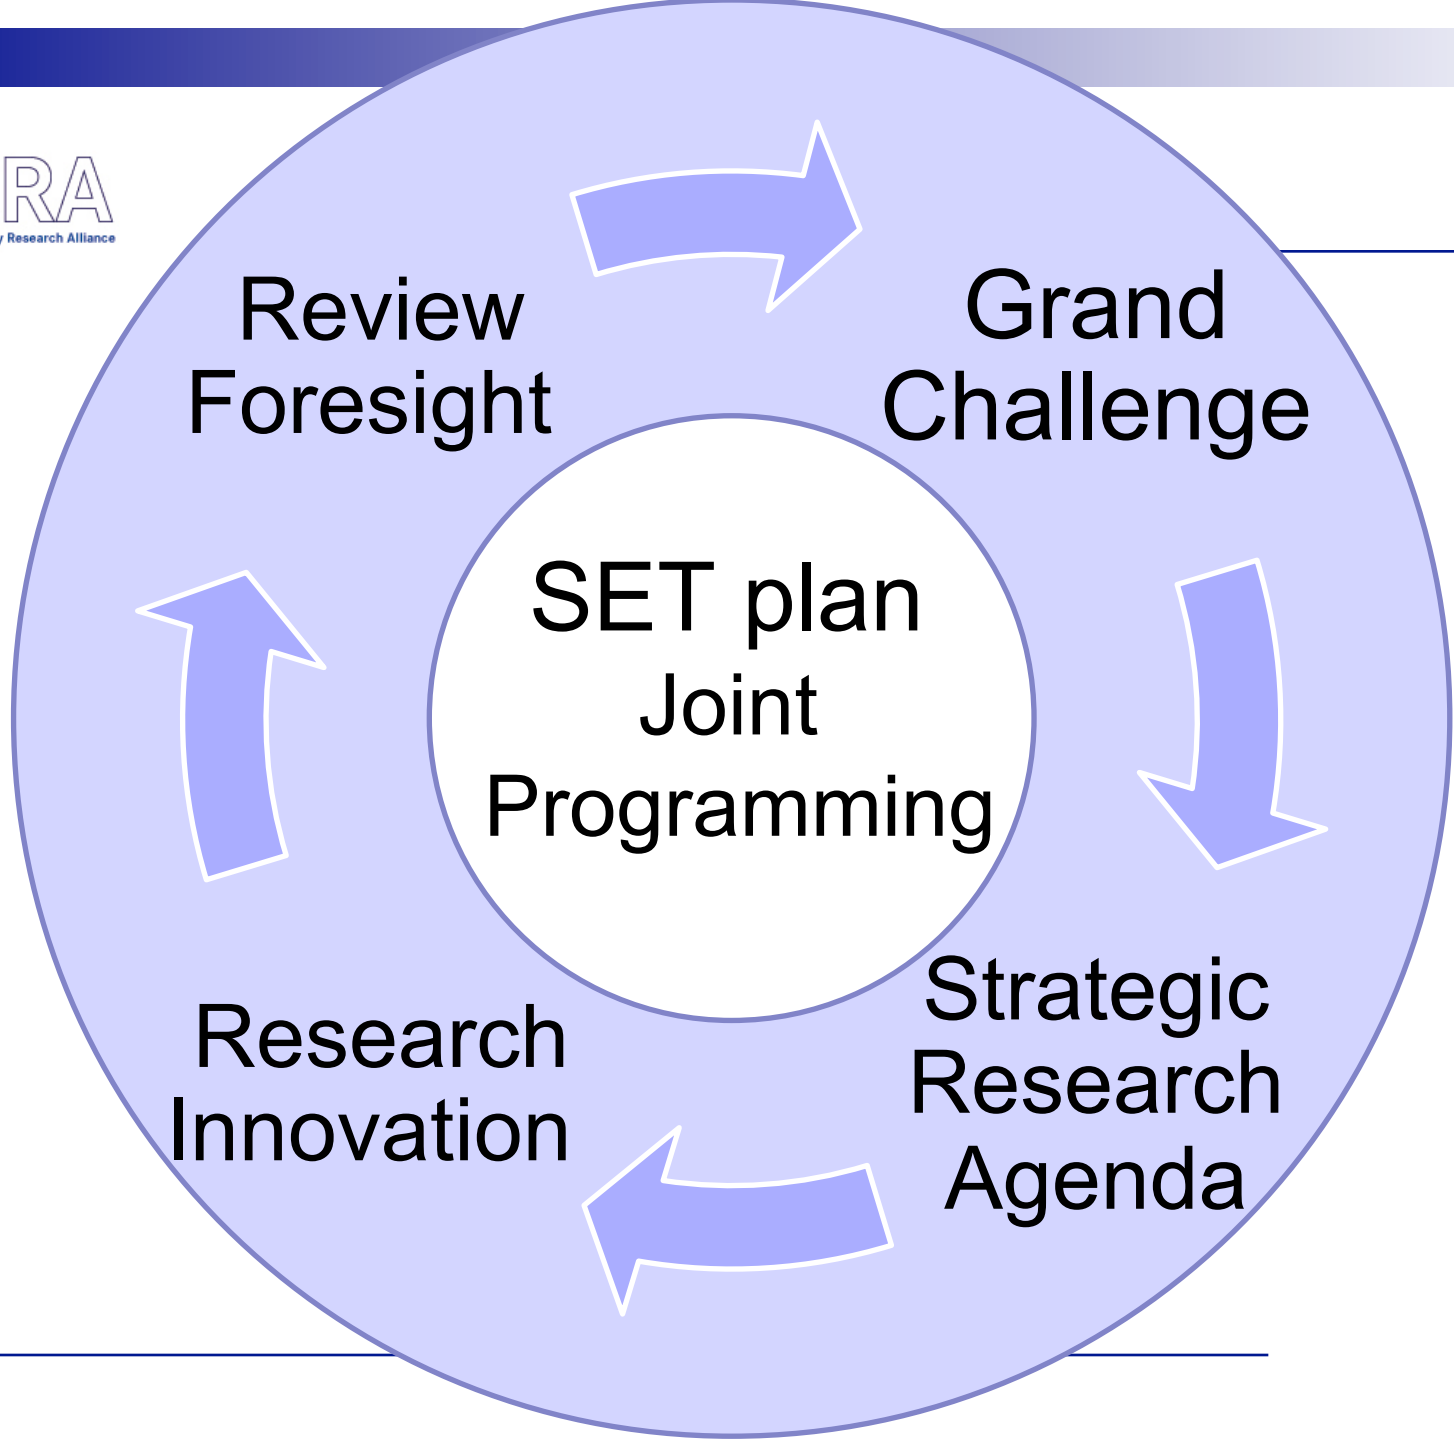 RA
Research Alliance
Review
Foresight
Grand
Challenge
SET plan
Joint
Programming
Strategic
Research
Agenda
Research
Innovation